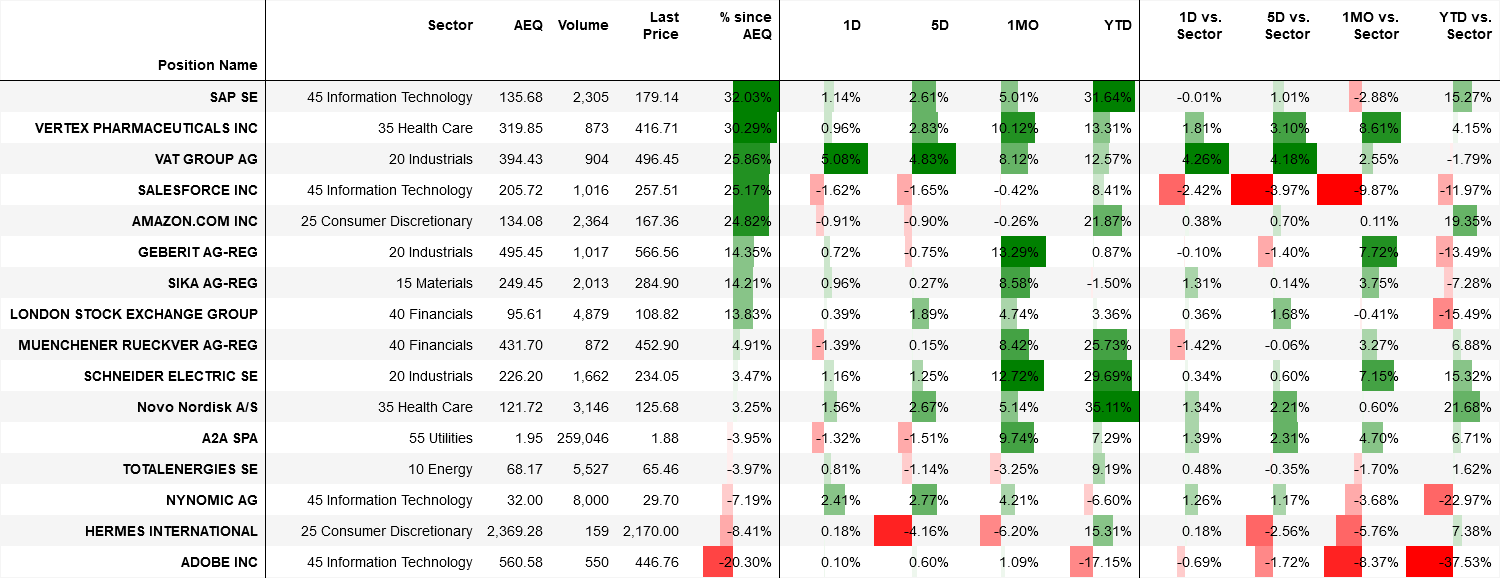 Position Name Sector AEQ Volume Last Price % since AEQ 1D 5D 1MO YTD 1D vs. Sector 5D vs. Sector 1MO vs. Sector YTD vs. Sector
SAP SE 45 Information Technology 135.68 2,305 179.14 32.03% 1.14% 2.61% 5.01% 31.64% -0.01% 1.01% -2.88% 15.27%
VERTEX PHARMACEUTICALS INC 35 Health Care 319.85 873 416.71 30.29% 0.96% 2.83% 10.12% 13.31% 1.81% 3.10% 8.61% 4.15%
VAT GROUP AG 20 Industrials 394.43 904 496.45 25.86% 5.08% 4.83% 8.12% 12.57% 4.26% 4.18% 2.55% -1.79%
SALESFORCE INC 45 Information Technology 205.72 1,016 257.51 25.17% -1.62% -1.65% -0.42% 8.41% -2.42% -3.97% -9.87% -11.97%
AMAZON.COM INC 25 Consumer Discretionary 134.08 2,364 167.36 24.82% -0.91% -0.90% -0.26% 21.87% 0.38% 0.70% 0.11% 19.35%
GEBERIT AG-REG 20 Industrials 495.45 1,017 566.56 14.35% 0.72% -0.75% 13.29% 0.87% -0.10% -1.40% 7.72% -13.49%
SIKA AG-REG 15 Materials 249.45 2,013 284.90 14.21% 0.96% 0.27% 8.58% -1.50% 1.31% 0.14% 3.75% -7.28%
LONDON STOCK EXCHANGE GROUP 40 Financials 95.61 4,879 108.82 13.83% 0.39% 1.89% 4.74% 3.36% 0.36% 1.68% -0.41% -15.49%
MUENCHENER RUECKVER AG-REG 40 Financials 431.70 872 452.90 4.91% -1.39% 0.15% 8.42% 25.73% -1.42% -0.06% 3.27% 6.88%
SCHNEIDER ELECTRIC SE 20 Industrials 226.20 1,662 234.05 3.47% 1.16% 1.25% 12.72% 29.69% 0.34% 0.60% 7.15% 15.32%
Novo Nordisk A/S 35 Health Care 121.72 3,146 125.68 3.25% 1.56% 2.67% 5.14% 35.11% 1.34% 2.21% 0.60% 21.68%
A2A SPA 55 Utilities 1.95 259,046 1.88 -3.95% -1.32% -1.51% 9.74% 7.29% 1.39% 2.31% 4.70% 6.71%
TOTALENERGIES SE 10 Energy 68.17 5,527 65.46 -3.97% 0.81% -1.14% -3.25% 9.19% 0.48% -0.35% -1.70% 1.62%
NYNOMIC AG 45 Information Technology 32.00 8,000 29.70 -7.19% 2.41% 2.77% 4.21% -6.60% 1.26% 1.17% -3.68% -22.97%
HERMES INTERNATIONAL 25 Consumer Discretionary 2,369.28 159 2,170.00 -8.41% 0.18% -4.16% -6.20% 15.31% 0.18% -2.56% -5.76% 7.38%
ADOBE INC 45 Information Technology 560.58 550 446.76 -20.30% 0.10% 0.60% 1.09% -17.15% -0.69% -1.72% -8.37% -37.53%